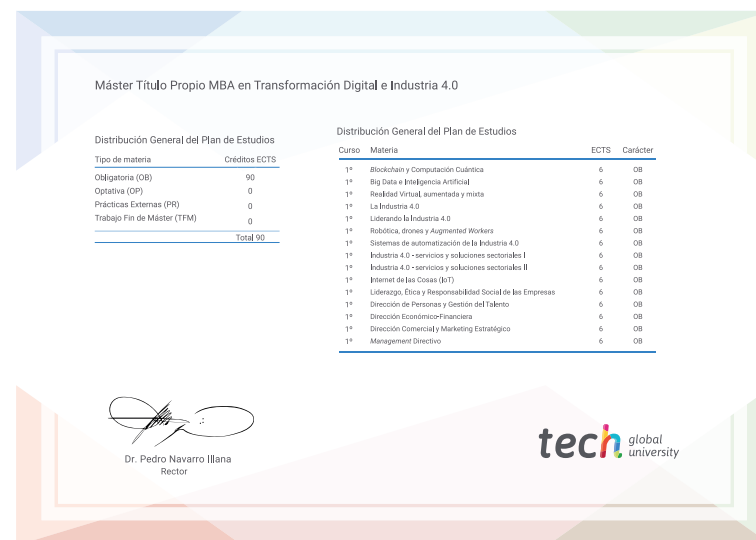 Máster Título Propio MBA en Transformación Digital e Industria 4.0
Distribución General del Plan de Estudios
Tipo de materia Créditos ECTS
Obligatoria (OB) 90
Optativa (OP) 0
Prácticas Externas (PR) 0
Trabajo Fin de Máster (TFM) 0
Total 90
Distribución General del Plan de Estudios
Curso Materia ECTS Carácter
1º Blockchain y Computación Cuántica 6 OB
1º Big Data e Inteligencia Artificial 6 OB
1º Realidad Virtual, aumentada y mixta 6 OB
1º La Industria 4.0 6 OB
1º Liderando la Industria 4.0 6 OB
1º Robótica, drones y Augmented Workers 6 OB
1º Sistemas de automatización de la Industria 4.0 6 OB
1º Industria 4.0 - servicios y soluciones sectoriales I 6 OB
1º Industria 4.0 - servicios y soluciones sectoriales II 6 OB
1º Internet de las Cosas (IoT) 6 OB
1º Liderazgo, Ética y Responsabilidad Social de las Empresas 6 OB
1º Dirección de Personas y Gestión del Talento 6 OB
1º Dirección Económico-Financiera 6 OB
1º Dirección Comercial y Marketing Estratégico 6 OB
1º Management Directivo 6 OB
Dr. Pedro Navarro Illana
Rector
tech global
university